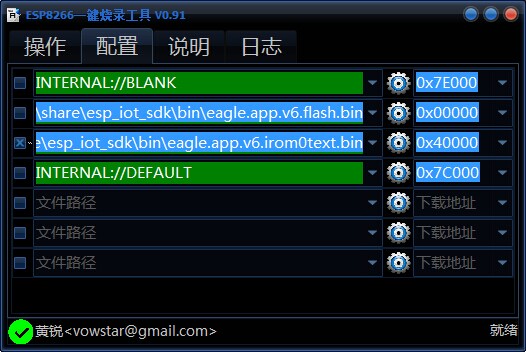 ESP8266一鍵烧录工具 V0.91
操作 配置 说明 日志
INTERNAL://BLANK 0x7E000
\share\esp_iot_sdk\bin\eagle.app.v6.flash.bin 0x00000
e\esp_iot_sdk\bin\eagle.app.v6.irom0text.bin 0x40000
INTERNAL://DEFAULT 0x7C000
文件路径 下载地址
文件路径 下载地址
文件路径 下载地址
黄锐<vowstar@gmail.com> 就绪